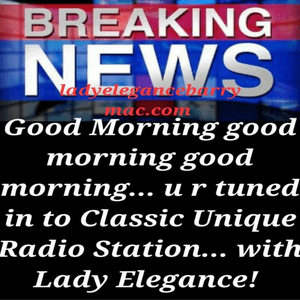 BREAKING
NEWS
ladyelegancebarry
mac.com
Good Morning good
morning good
morning... u r tuned
in to Classic Unique
Radio Station... with
Lady Elegance!